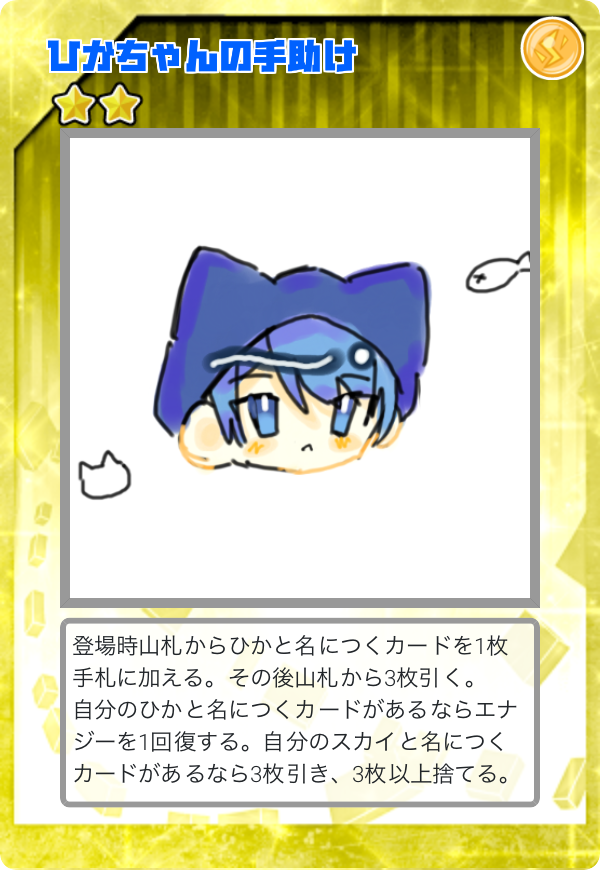 ひかちゃんの手助け
登場時山札からひかと名につくカードを1枚
手札に加える。その後山札から3枚引く。
自分のひかと名につくカードがあるならエナ
ジーを1回復する。自分のスカイと名につく
カードがあるなら3枚引き、3枚以上捨てる。